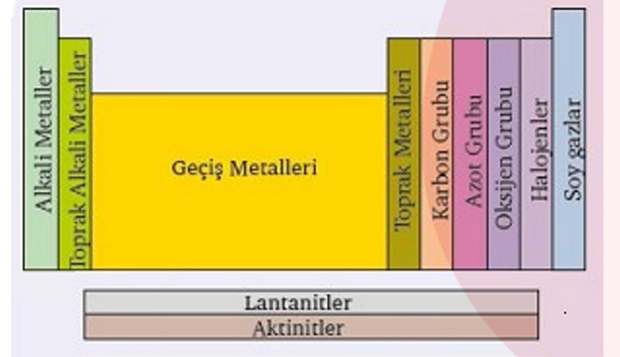 Alkali Metaller
Toprak Alkali Metaller
Geçiş Metalleri
Toprak Metalleri
Karbon Grubu
Azot Grubu
Oksijen Grubu
Halojenler
Soy gazlar
Lantanitler
Aktinitler